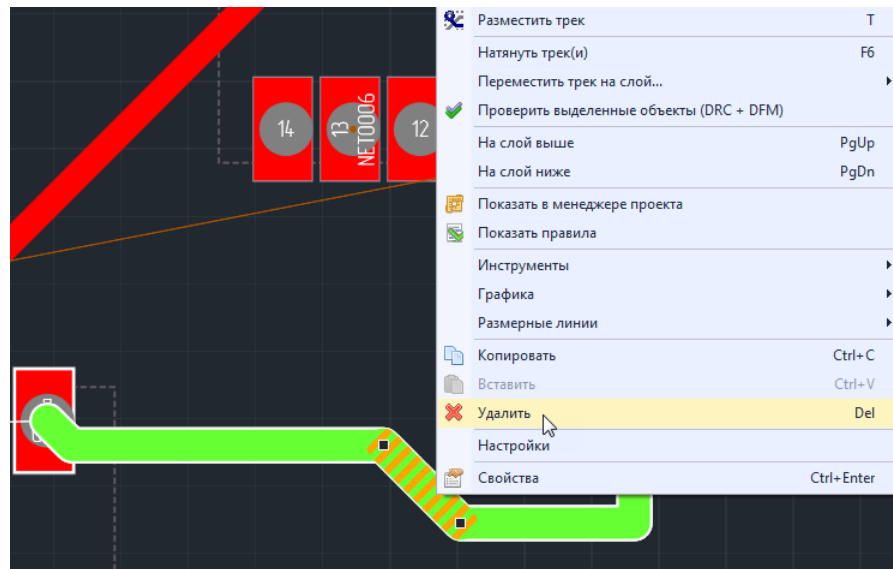 Разместить трек T
Натянуть трек(и) F6
Переместить трек на слой...
Проверить выделенные объекты (DRC + DFM)
На слой выше PgUp
На слой ниже PgDn
Показать в менеджере проекта
Показать правила
Инструменты
Графика
Размерные линии
Копировать Ctrl+C
Вставить Ctrl+V
Удалить Del
Настройки
Свойства Ctrl+Enter
14
13
NET0006
12